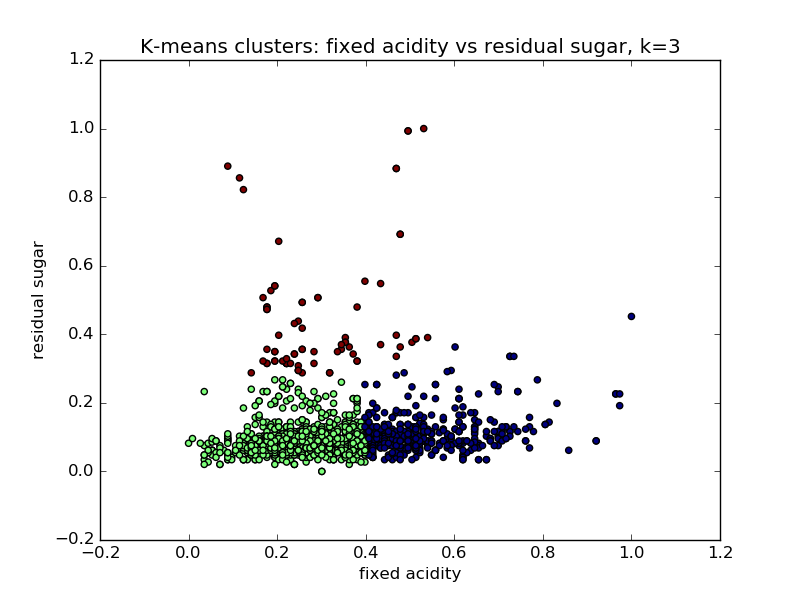 K-means clusters: fixed acidity vs residual sugar, k=3
1.2
1.0
0.8
0.6
0.4
0.2
0.0
−0.2
residual sugar
−0.2 0.0 0.2 0.4 0.6 0.8 1.0 1.2
fixed acidity